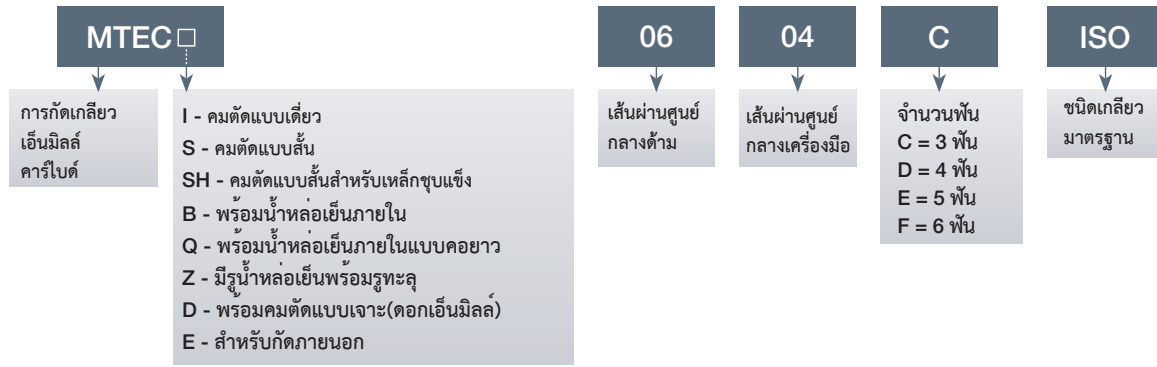 MTEC□
06
04
C
ISO
การกัดเกลียว
เอ็นมิลล์
คาร์ไบด์
I - คมตัดแบบเดี่ยว
S - คมตัดแบบสั้น
SH - คมตัดแบบสั้นสำหรับเหล็กชุบแข็ง
B - พร้อมน้ำหล่อเย็นภายใน
Q - พร้อมน้ำหล่อเย็นภายในแบบคอยาว
Z - มีรูน้ำหล่อเย็นพร้อมรูทะลุ
D - พร้อมคมตัดแบบเจาะ(ดอกเอ็นมิลล์)
E - สำหรับกัดภายนอก
เส้นผ่านศูนย์
กลางด้าม
เส้นผ่านศูนย์
กลางเครื่องมือ
จำนวนฟัน
C = 3 ฟัน
D = 4 ฟัน
E = 5 ฟัน
F = 6 ฟัน
ชนิดเกลียว
มาตรฐาน